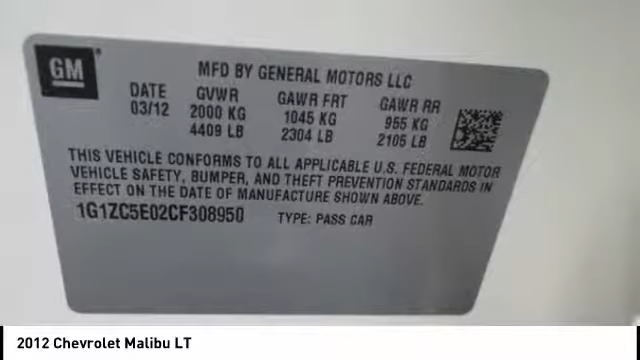 GM
MFD BY GENERAL MOTORS LLC
DATE GVWR GAWR FRT GAWR RR
03/12 2000 KG 1045 KG 955 KG
4409 LB 2304 LB 2105 LB
THIS VEHICLE CONFORMS TO ALL APPLICABLE U.S. FEDERAL MOTOR
VEHICLE SAFETY, BUMPER, AND THEFT PREVENTION STANDARDS IN
EFFECT ON THE DATE OF MANUFACTURE SHOWN ABOVE.
1G1ZC5E02CF308950 TYPE: PASS CAR
2012 Chevrolet Malibu LT